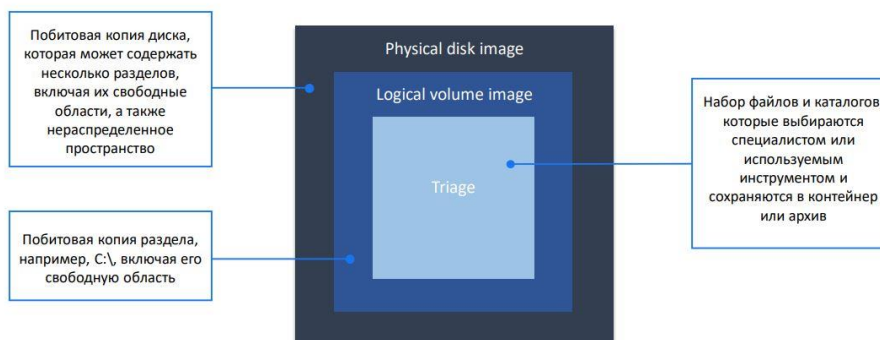 Побитовая копия диска,
которая может содержать
несколько разделов,
включая их свободные
области, а также
нераспределенное
пространство
Physical disk image
Logical volume image
Triage
Набор файлов и каталогов
которые выбираются
специалистом или
используемым
инструментом и
сохраняются в контейнер
или архив
Побитовая копия раздела,
например, C:\, включая его
свободную область